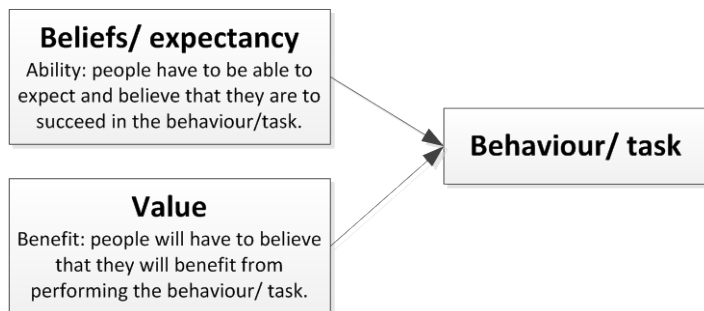 Beliefs/ expectancy
Ability: people have to be able to
expect and believe that they are to
succeed in the behaviour/task.
Behaviour/ task
Value
Benefit: people will have to believe
that they will benefit from
performing the behaviour/ task.